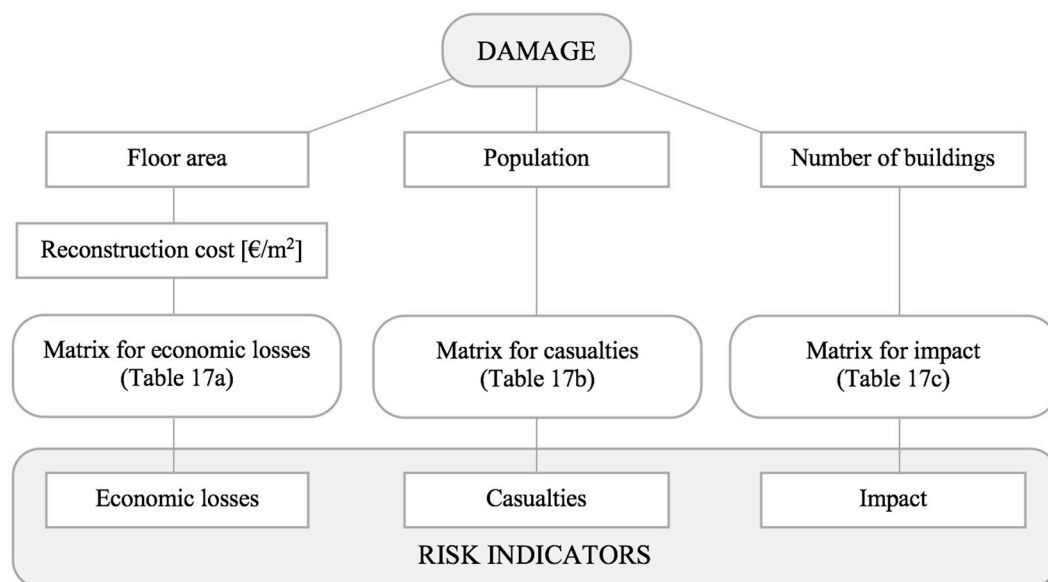 DAMAGE
Floor area
Population
Number of buildings
Reconstruction cost [€/m²]
Matrix for economic losses
(Table 17a)
Matrix for casualties
(Table 17b)
Matrix for impact
(Table 17c)
Economic losses
Casualties
Impact
RISK INDICATORS